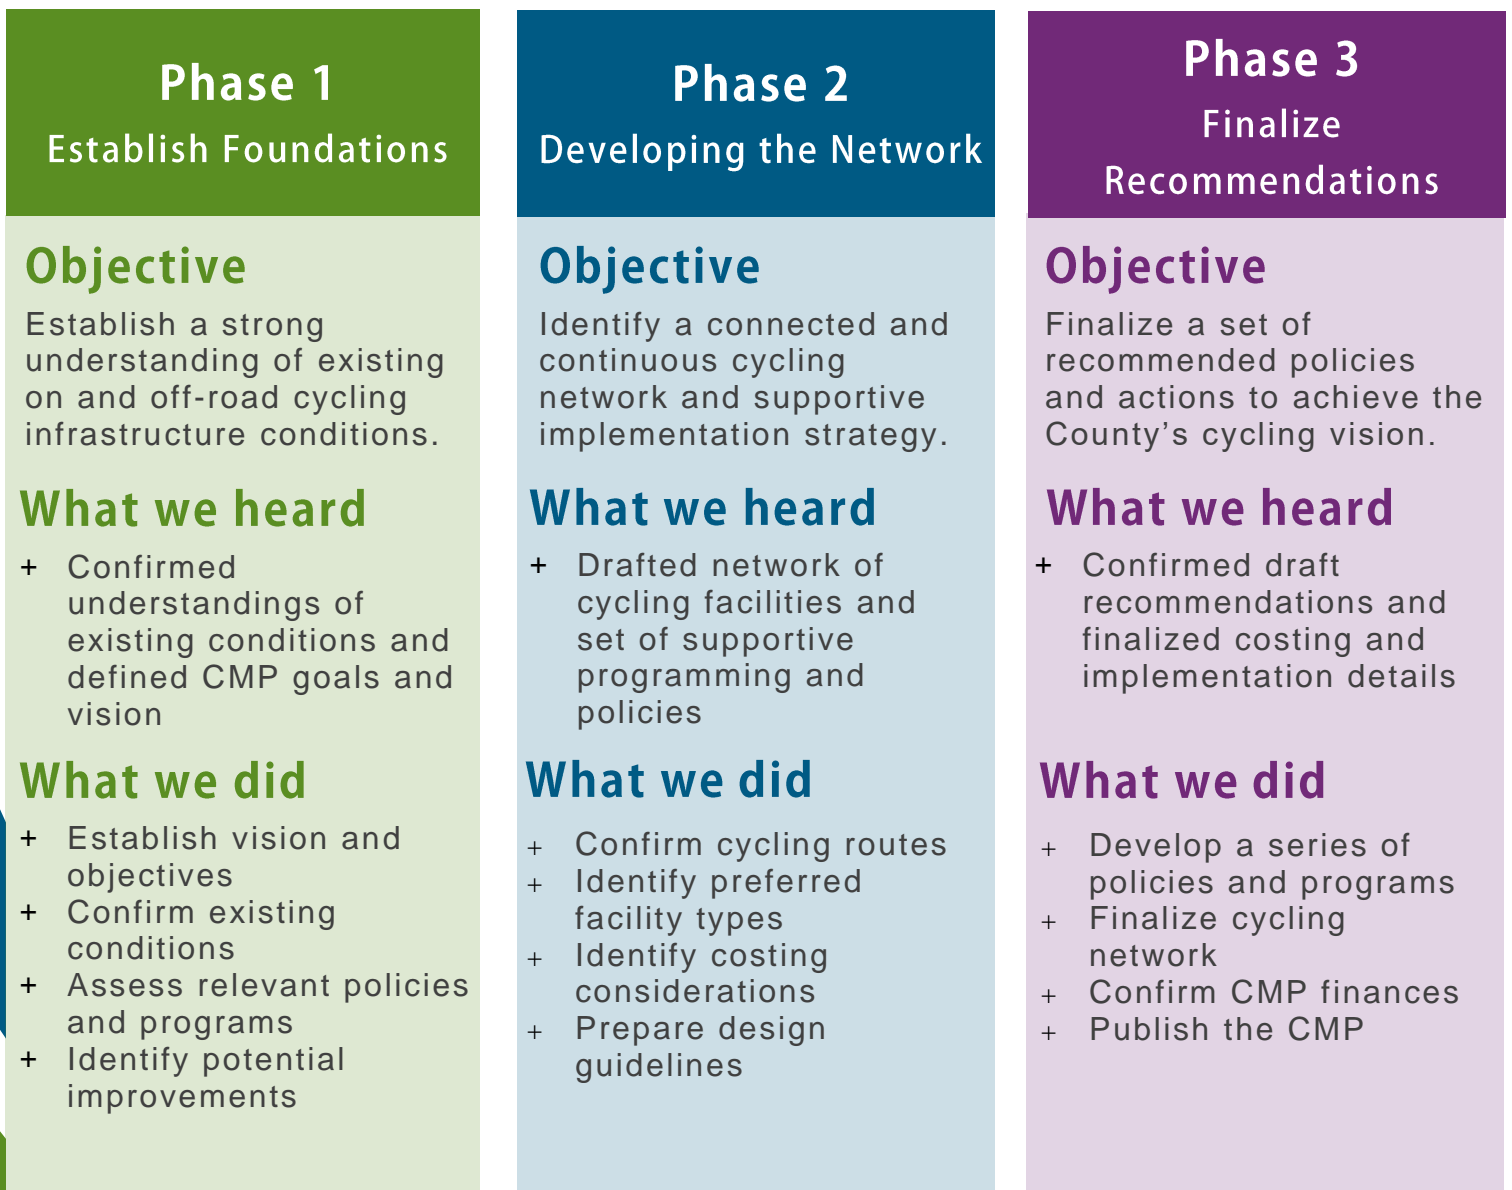 Phase 1
Establish Foundations
Objective
Establish a strong
understanding of existing
on and off-road cycling
infrastructure conditions.
What we heard
+ Confirmed
understandings of
existing conditions and
defined CMP goals and
vision
What we did
+ Establish vision and
objectives
+ Confirm existing
conditions
+ Assess relevant policies
and programs
+ Identify potential
improvements
Phase 2
Developing the Network
Objective
Identify a connected and
continuous cycling
network and supportive
implementation strategy.
What we heard
+ Drafted network of
cycling facilities and
set of supportive
programming and
policies
What we did
+ Confirm cycling routes
+ Identify preferred
facility types
+ Identify costing
considerations
+ Prepare design
guidelines
Phase 3
Finalize
Recommendations
Objective
Finalize a set of
recommended policies
and actions to achieve the
County’s cycling vision.
What we heard
+ Confirmed draft
recommendations and
finalized costing and
implementation details
What we did
+ Develop a series of
policies and programs
+ Finalize cycling
network
+ Confirm CMP finances
+ Publish the CMP